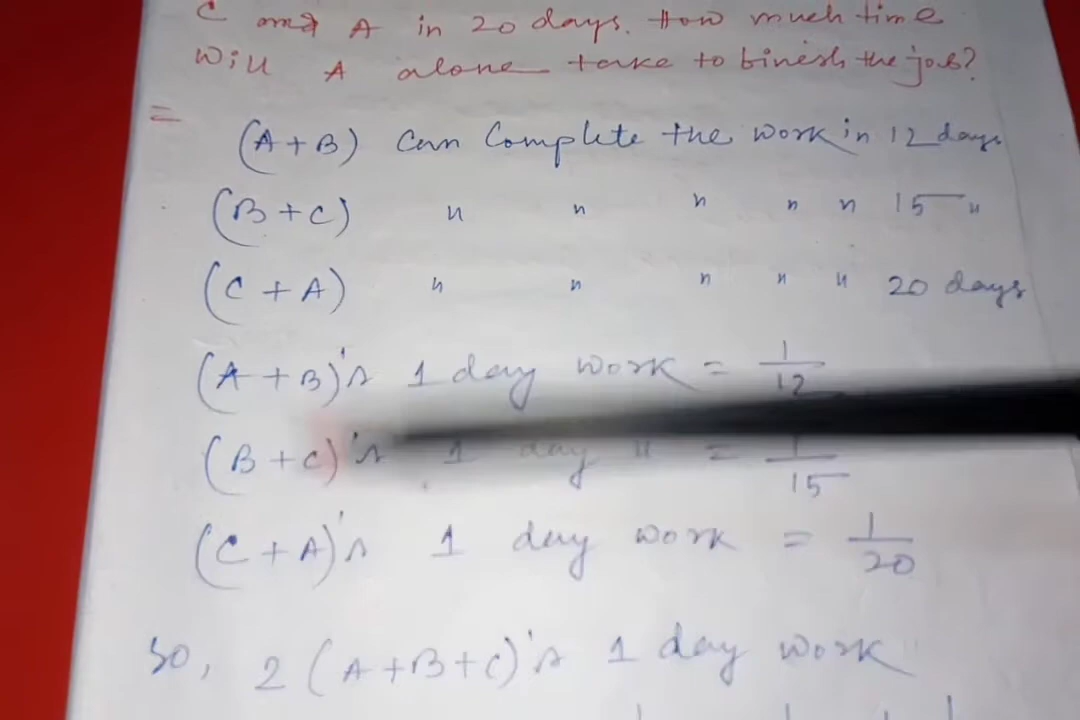 C and A in 20 days. How much time
Will A alone take to finish the job?
=
(A+B) Can Complete the work in 12 days
(B+C) " " " " " 15 "
(C+A) " " " " " 20 days
(A+B)'s 1 day work = 1/12
(B+C)'s 1 day " = 1/15
(C+A)'s 1 day work = 1/20
So, 2(A+B+C)'s 1 day work